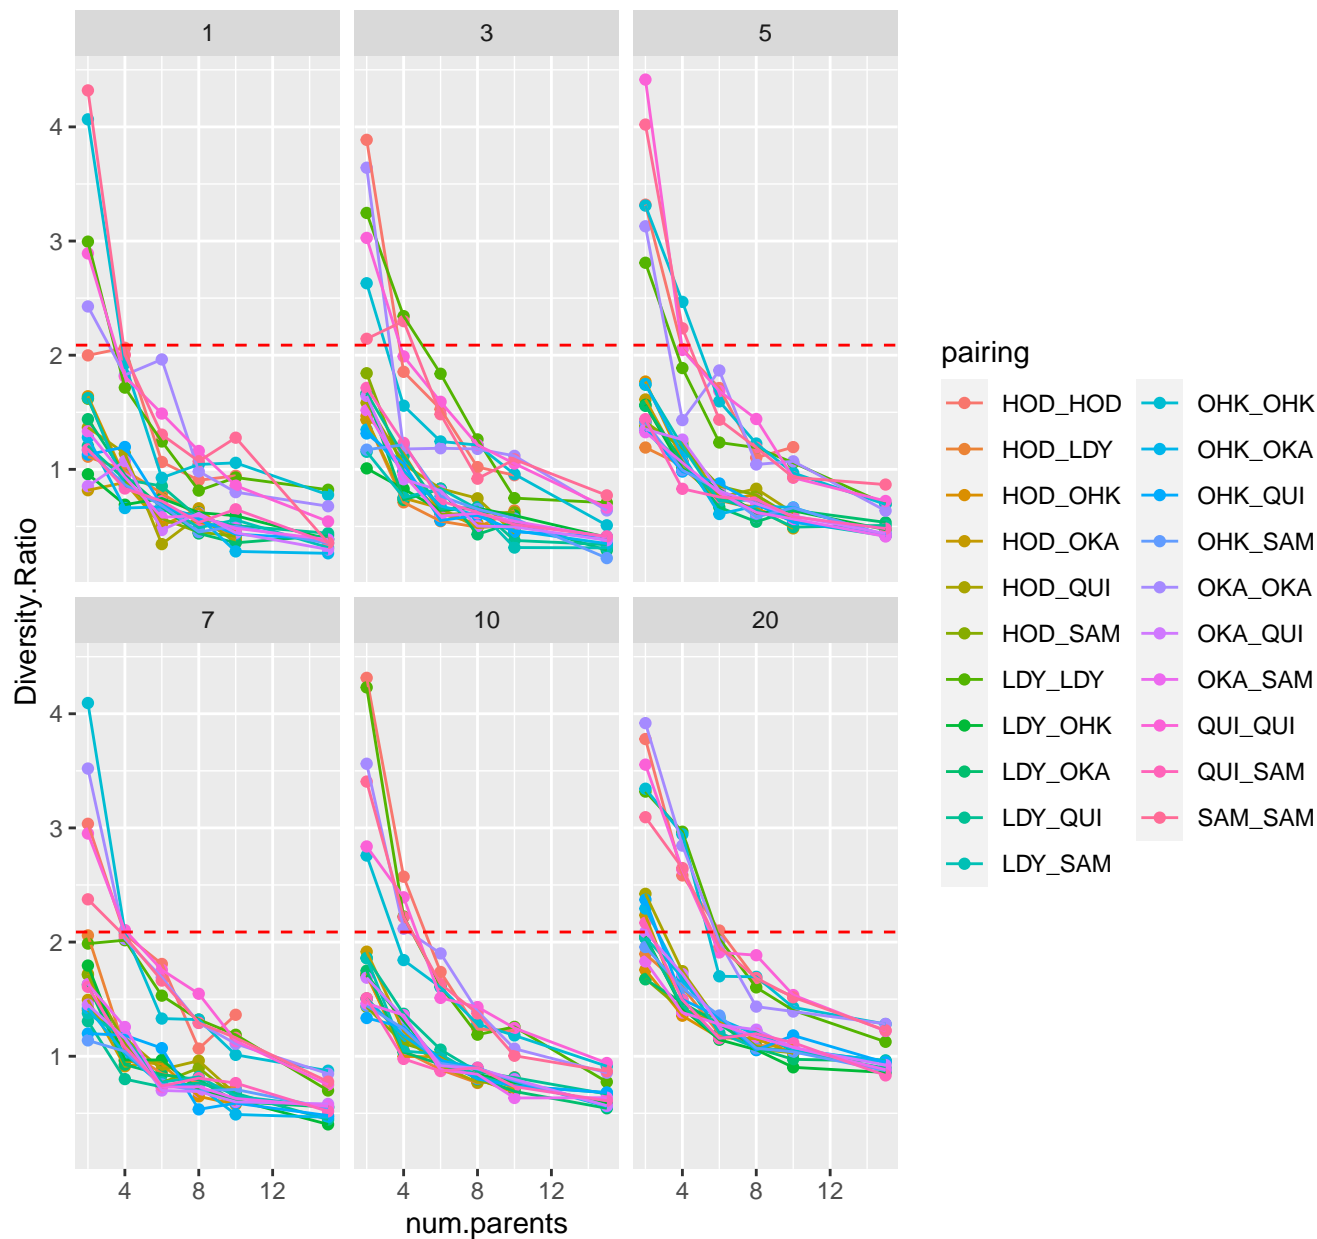 1 3 5
4
3
2
1
7 10 20
4
3
2
1
4 8 12 4 8 12 4 8 12
num.parents
Diversity.Ratio
pairing
HOD_HOD
HOD_LDY
HOD_OHK
HOD_OKA
HOD_QUI
HOD_SAM
LDY_LDY
LDY_OHK
LDY_OKA
LDY_QUI
LDY_SAM
OHK_OHK
OHK_OKA
OHK_QUI
OHK_SAM
OKA_OKA
OKA_QUI
OKA_SAM
QUI_QUI
QUI_SAM
SAM_SAM